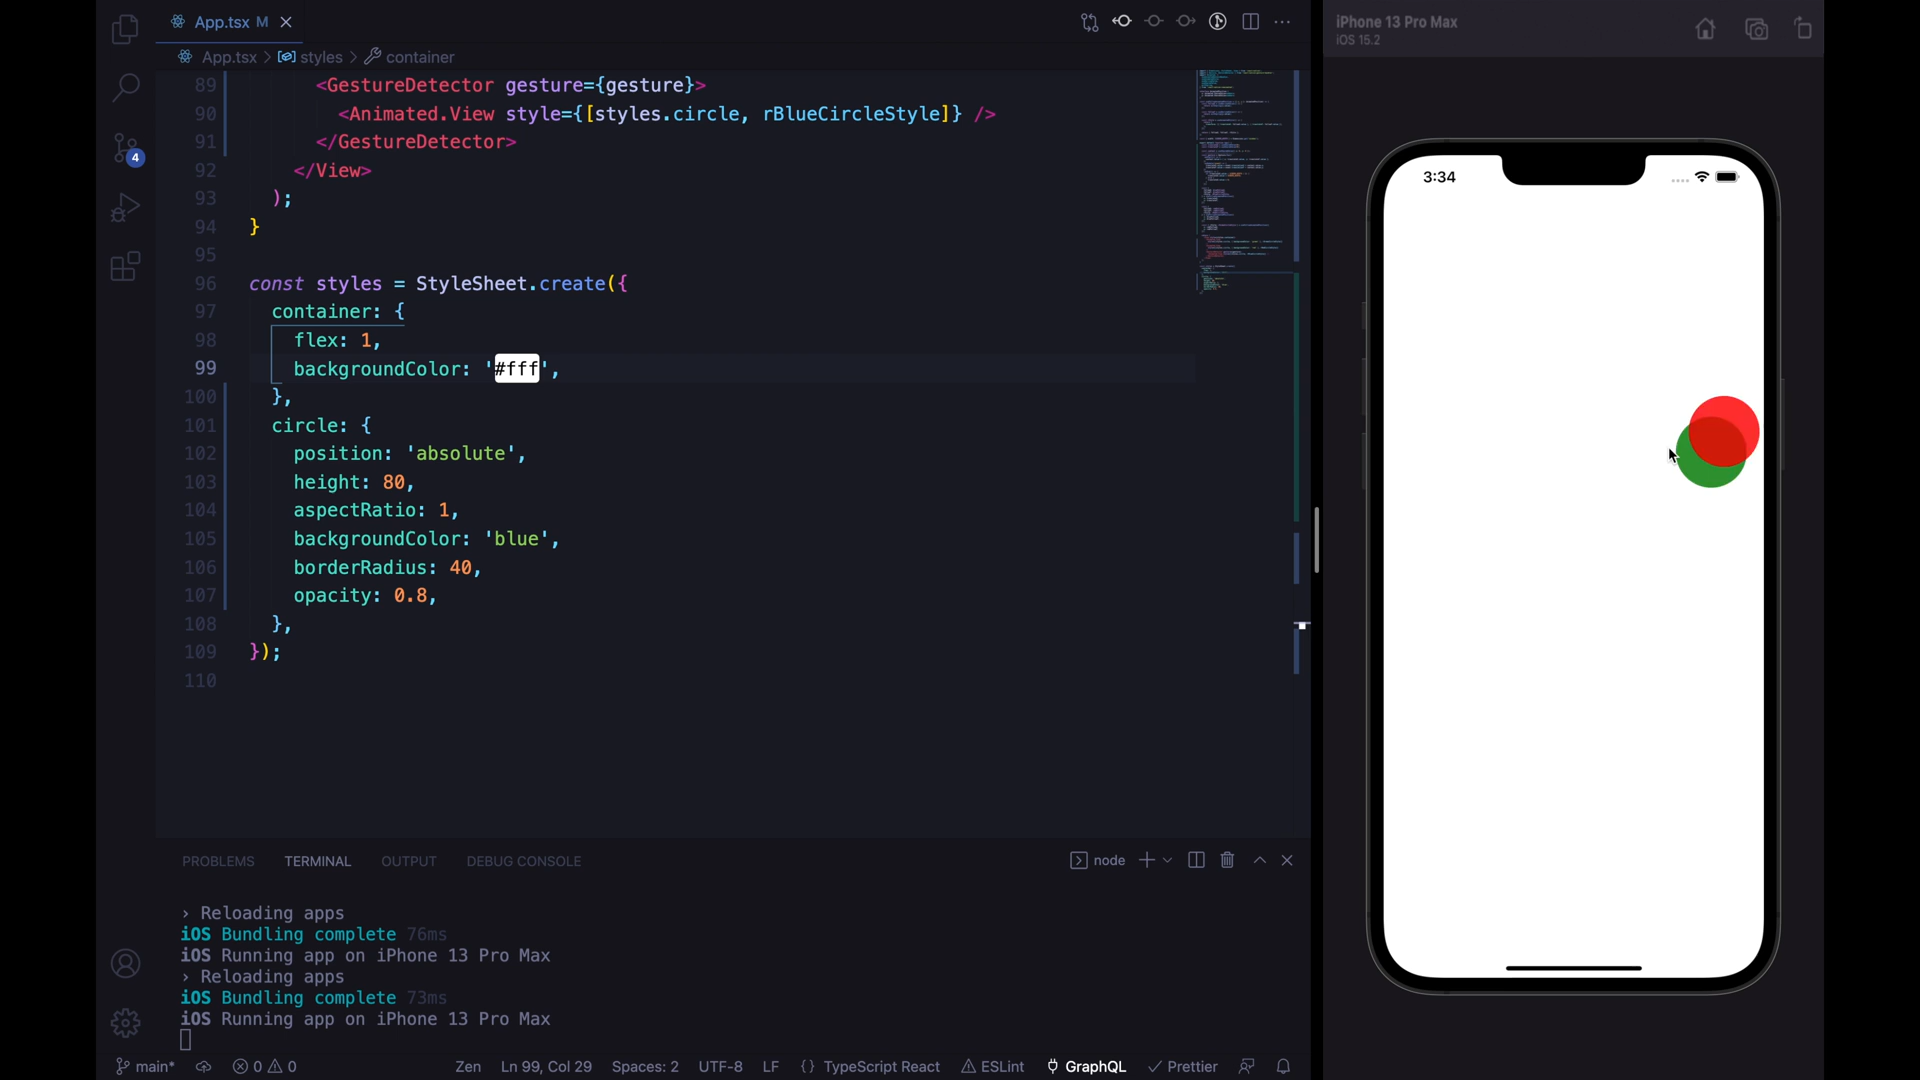 App.tsx M
App.tsx > styles > container
89 <GestureDetector gesture={gesture}>
90 <Animated.View style={[styles.circle, rBlueCircleStyle]} />
91 </GestureDetector>
92 </View>
93 );
94 }
95
96 const styles = StyleSheet.create({
97 container: {
98 flex: 1,
99 backgroundColor: '#fff',
100 },
101 circle: {
102 position: 'absolute',
103 height: 80,
104 aspectRatio: 1,
105 backgroundColor: 'blue',
106 borderRadius: 40,
107 opacity: 0.8,
108 },
109 });
110
4
PROBLEMS TERMINAL OUTPUT DEBUG CONSOLE
node
› Reloading apps
iOS Bundling complete 76ms
iOS Running app on iPhone 13 Pro Max
› Reloading apps
iOS Bundling complete 73ms
iOS Running app on iPhone 13 Pro Max
main* 0 0 Zen Ln 99, Col 29 Spaces: 2 UTF-8 LF {} TypeScript React ESLint GraphQL Prettier
iPhone 13 Pro Max
iOS 15.2
3:34